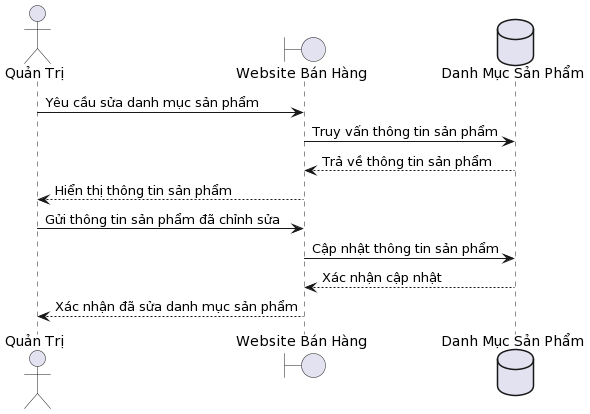 Quản Trị
Website Bán Hàng
Danh Mục Sản Phẩm
Yêu cầu sửa danh mục sản phẩm
Truy vấn thông tin sản phẩm
Trả về thông tin sản phẩm
Hiển thị thông tin sản phẩm
Gửi thông tin sản phẩm đã chỉnh sửa
Cập nhật thông tin sản phẩm
Xác nhận cập nhật
Xác nhận đã sửa danh mục sản phẩm
Quản Trị
Website Bán Hàng
Danh Mục Sản Phẩm